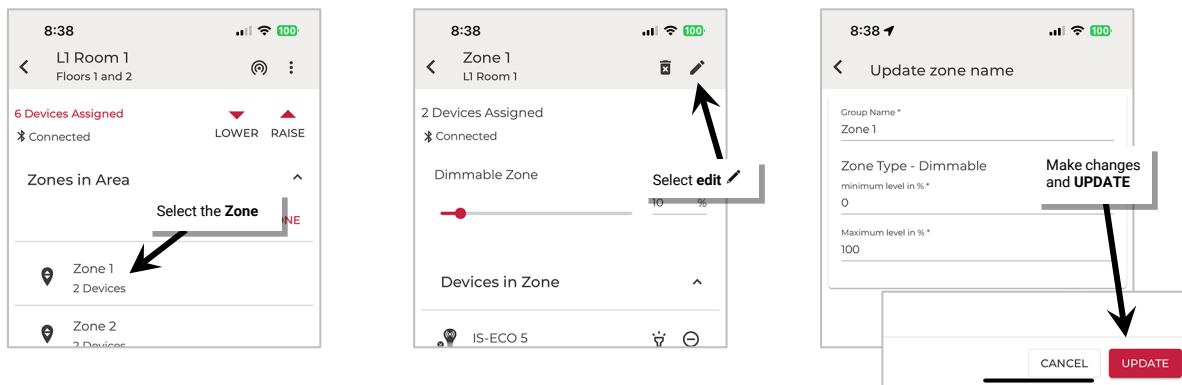 8:38
100
L1 Room 1
Floors 1 and 2
6 Devices Assigned
Connected
LOWER RAISE
Zones in Area
Select the Zone
NE
Zone 1
2 Devices
Zone 2
2 Devices
8:38
100
Zone 1
L1 Room 1
2 Devices Assigned
Connected
Dimmable Zone
Select edit
10 %
Devices in Zone
IS-ECO 5
8:38
100
Update zone name
Group Name *
Zone 1
Zone Type - Dimmable
minimum level in % *
0
Maximum level in % *
100
Make changes
and UPDATE
CANCEL UPDATE